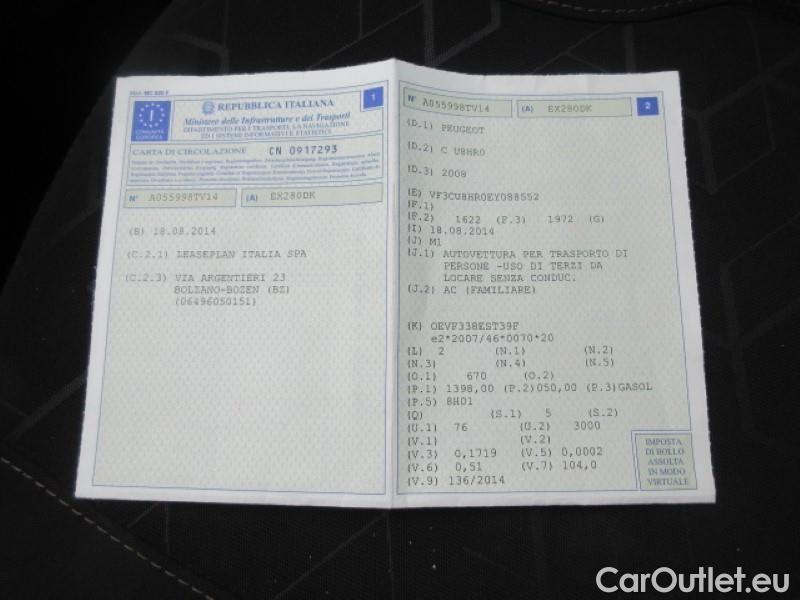 Mod. MC 820 F
I
COMUNITÀ
EUROPEA
REPUBBLICA ITALIANA
Ministero delle Infrastrutture e dei Trasporti
DIPARTIMENTO PER I TRASPORTI, LA NAVIGAZIONE
ED I SISTEMI INFORMATIVI E STATISTICI
1
CARTA DI CIRCOLAZIONE CN 0917293
N° A055998TV14 (A) EX280DK
(B) 18.08.2014
(C.2.1) LEASEPLAN ITALIA SPA
(C.2.3) VIA ARGENTIERI 23
BOLZANO-BOZEN (BZ)
(06496050151)
N° A055998TV14 (A) EX280DK 2
(D.1) PEUGEOT
(D.2) C U8HR0
(D.3) 2008
(E) VF3CU8HR0EY088552
(F.1)
(F.2) 1622 (F.3) 1972 (G)
(I) 18.08.2014
(J) M1
(J.1) AUTOVETTURA PER TRASPORTO DI
PERSONE -USO DI TERZI DA
LOCARE SENZA CONDUC.
(J.2) AC (FAMILIARE)
(K) OEVF338EST39F
e2*2007/46*0070*20
(L) 2 (N.1) (N.2)
(N.3) (N.4) (N.5)
(O.1) 670 (O.2)
(P.1) 1398,00 (P.2)050,00 (P.3)GASOL
(P.5) 8H01
(Q) (S.1) 5 (S.2)
(U.1) 76 (U.2) 3000
(V.1) (V.2)
(V.3) 0,1719 (V.5) 0,0002
(V.6) 0,51 (V.7) 104,0
(V.9) 136/2014
IMPOSTA
DI BOLLO
ASSOLTA
IN MODO
VIRTUALE
CarOutlet.eu